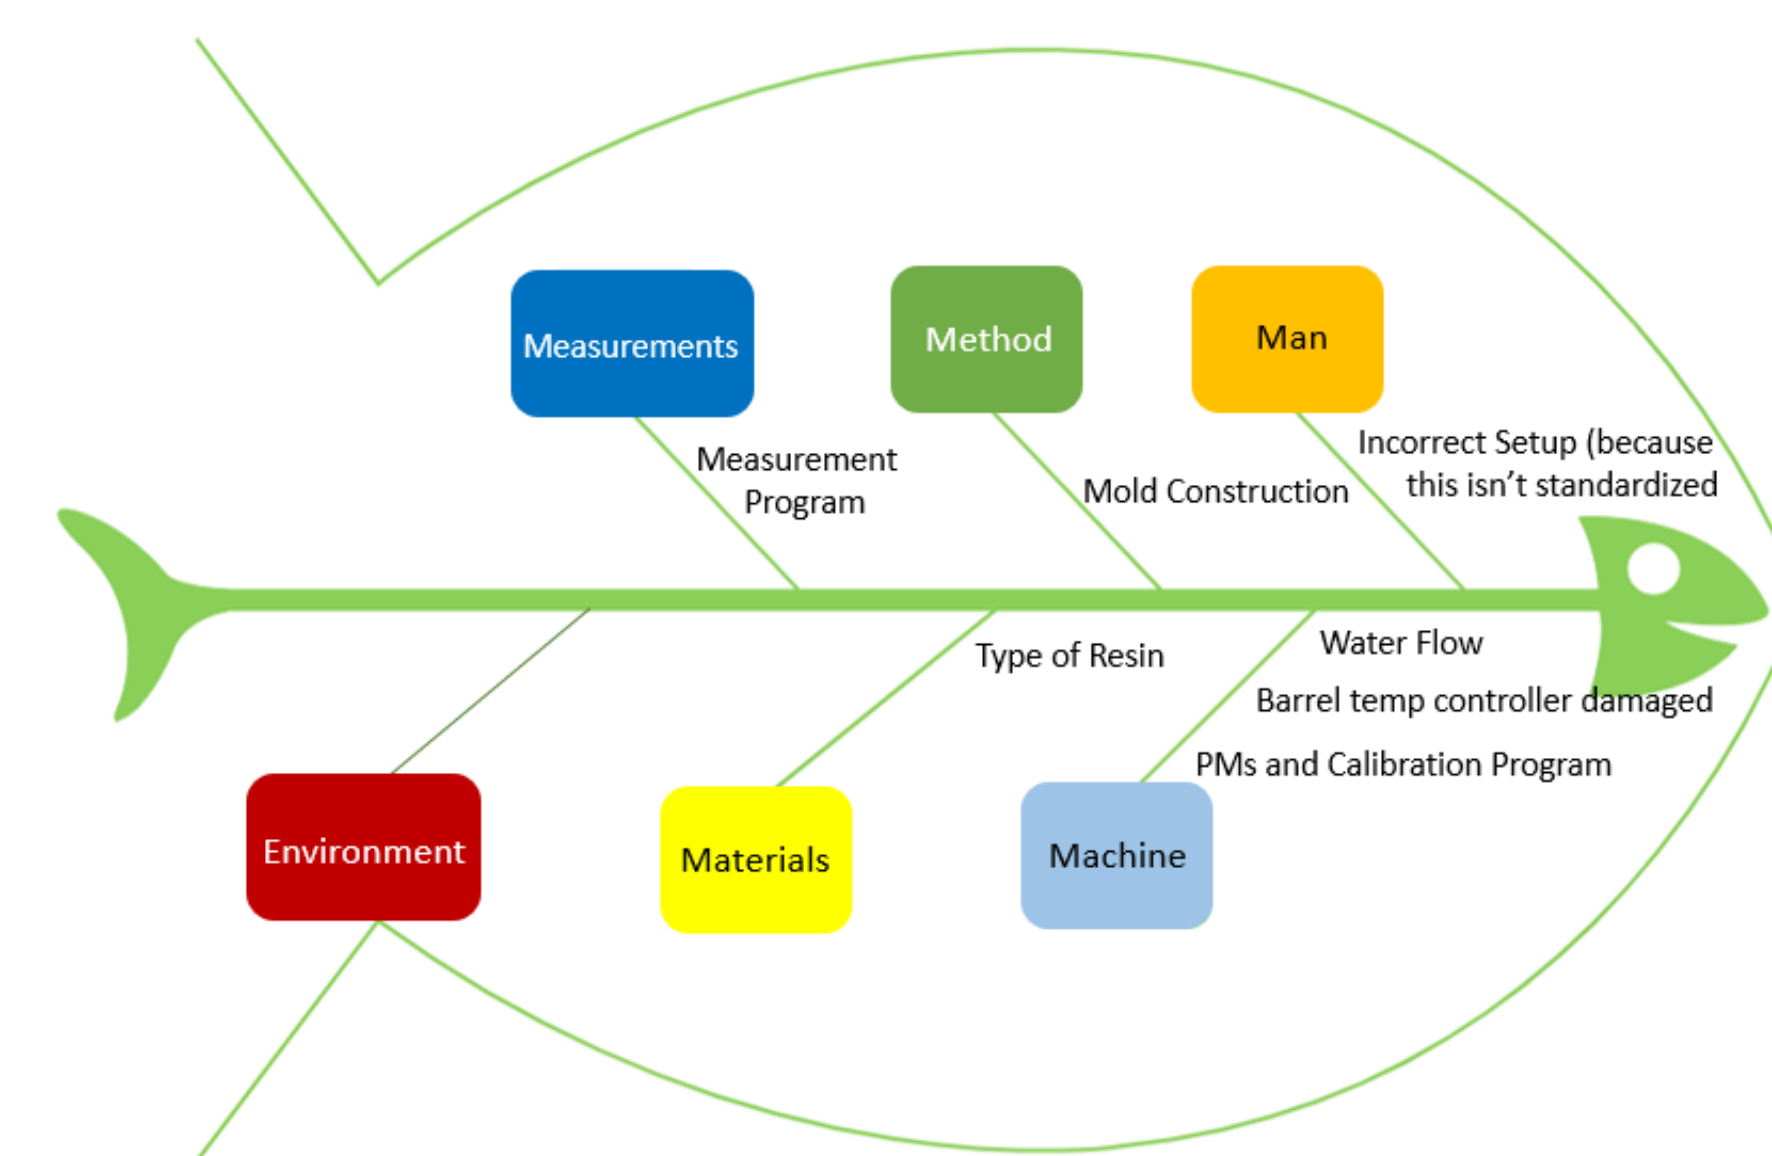 Measurements
Method
Man
Measurement
Program
Mold Construction
Incorrect Setup (because
this isn’t standardized
Type of Resin
Water Flow
Barrel temp controller damaged
PMs and Calibration Program
Environment
Materials
Machine